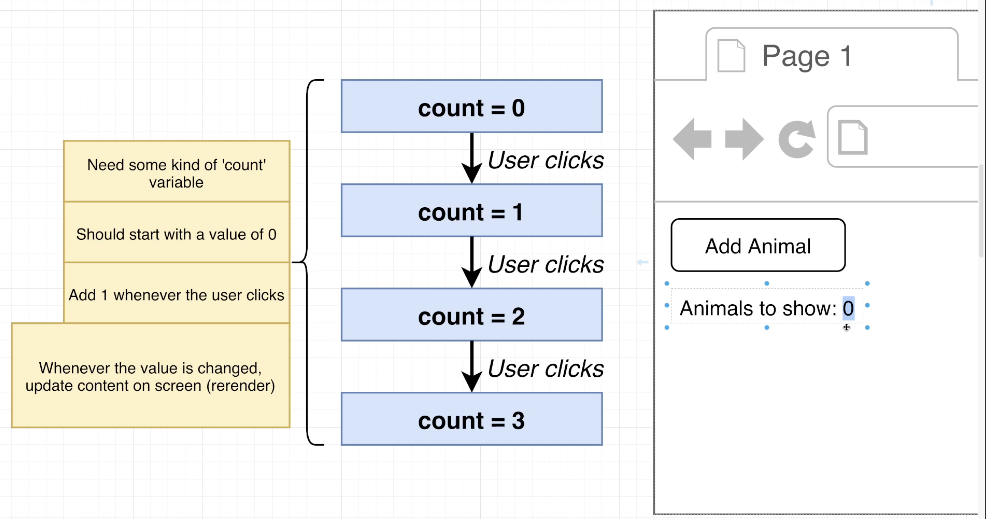 Need some kind of 'count'
variable
Should start with a value of 0
Add 1 whenever the user clicks
Whenever the value is changed,
update content on screen (rerender)
count = 0
User clicks
count = 1
User clicks
count = 2
User clicks
count = 3
Page 1
Add Animal
Animals to show: 0